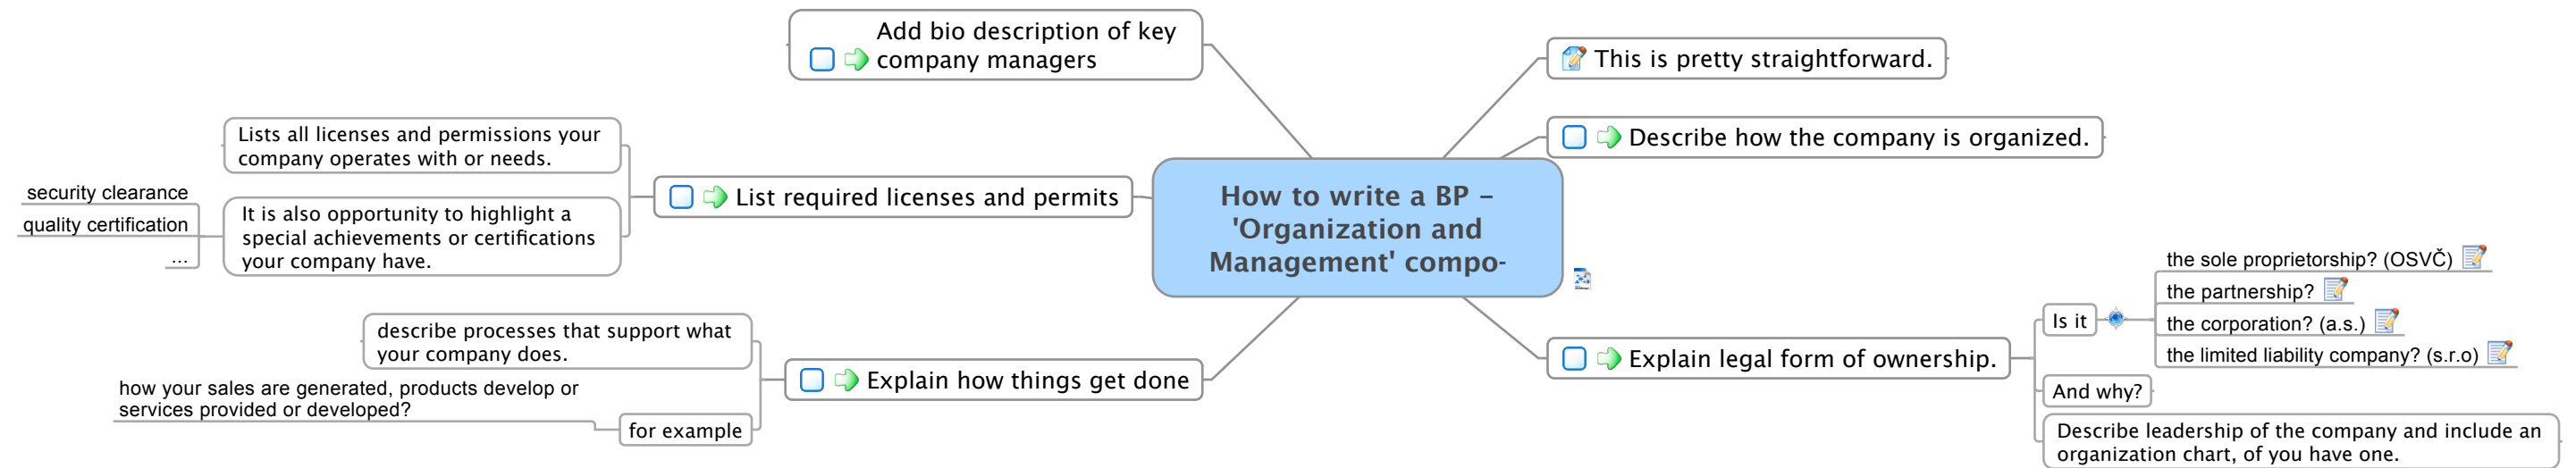 How to write a BP –
'Organization and
Management' compo-
This is pretty straightforward.
Describe how the company is organized.
Explain legal form of ownership.
Is it
the sole proprietorship? (OSVČ)
the partnership?
the corporation? (a.s.)
the limited liability company? (s.r.o)
And why?
Describe leadership of the company and include an
organization chart, of you have one.
Explain how things get done
describe processes that support what
your company does.
for example
how your sales are generated, products develop or
services provided or developed?
List required licenses and permits
Lists all licenses and permissions your
company operates with or needs.
It is also opportunity to highlight a
special achievements or certifications
your company have.
security clearance
quality certification
...
Add bio description of key
company managers